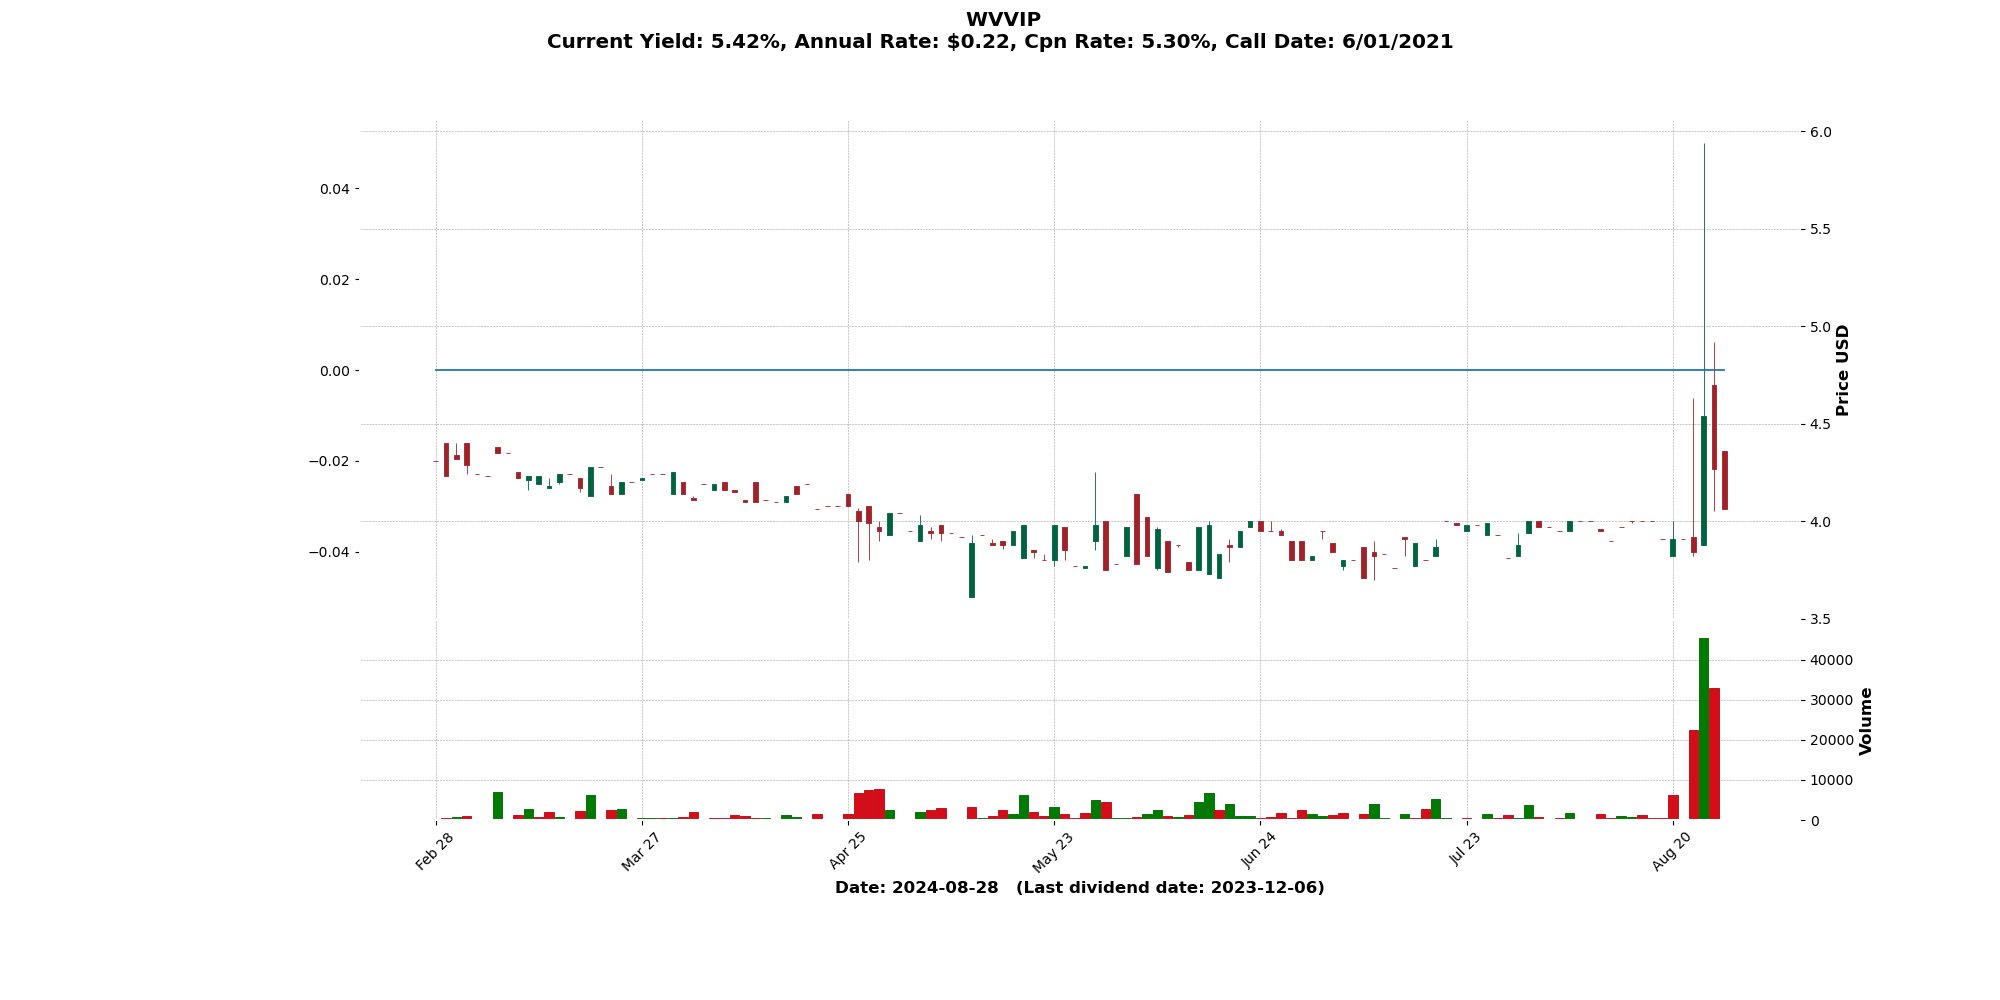 WVVIP
Current Yield: 5.42%, Annual Rate: $0.22, Cpn Rate: 5.30%, Call Date: 6/01/2021
0.04
0.02
0.00
−0.02
−0.04
6.0
5.5
5.0
4.5
4.0
3.5
Price USD
40000
30000
20000
10000
0
Volume
Feb 28
Mar 27
Apr 25
May 23
Jun 24
Jul 23
Aug 20
Date: 2024-08-28 (Last dividend date: 2023-12-06)